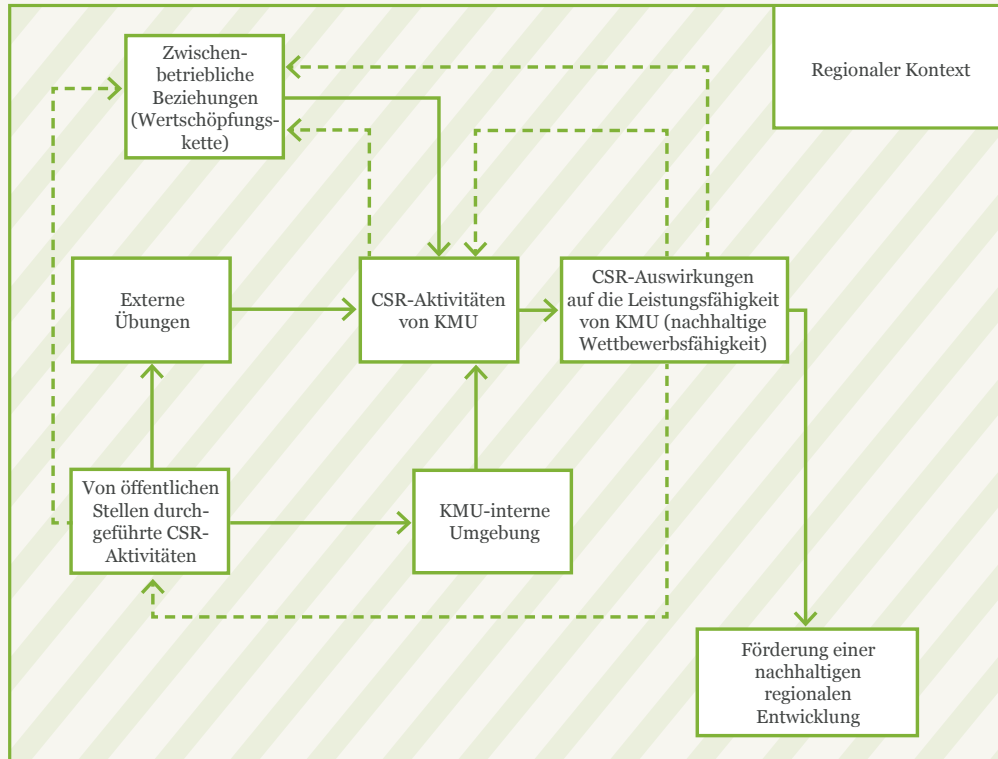 Zwischen-
betriebliche
Beziehungen
(Wertschöpfungs-
kette)
Regionaler Kontext
Externe
Übungen
CSR-Aktivitäten
von KMU
CSR-Auswirkungen
auf die Leistungsfähigkeit
von KMU (nachhaltige
Wettbewerbsfähigkeit)
Von öffentlichen
Stellen durch-
geführte CSR-
Aktivitäten
KMU-interne
Umgebung
Förderung einer
nachhaltigen
regionalen
Entwicklung